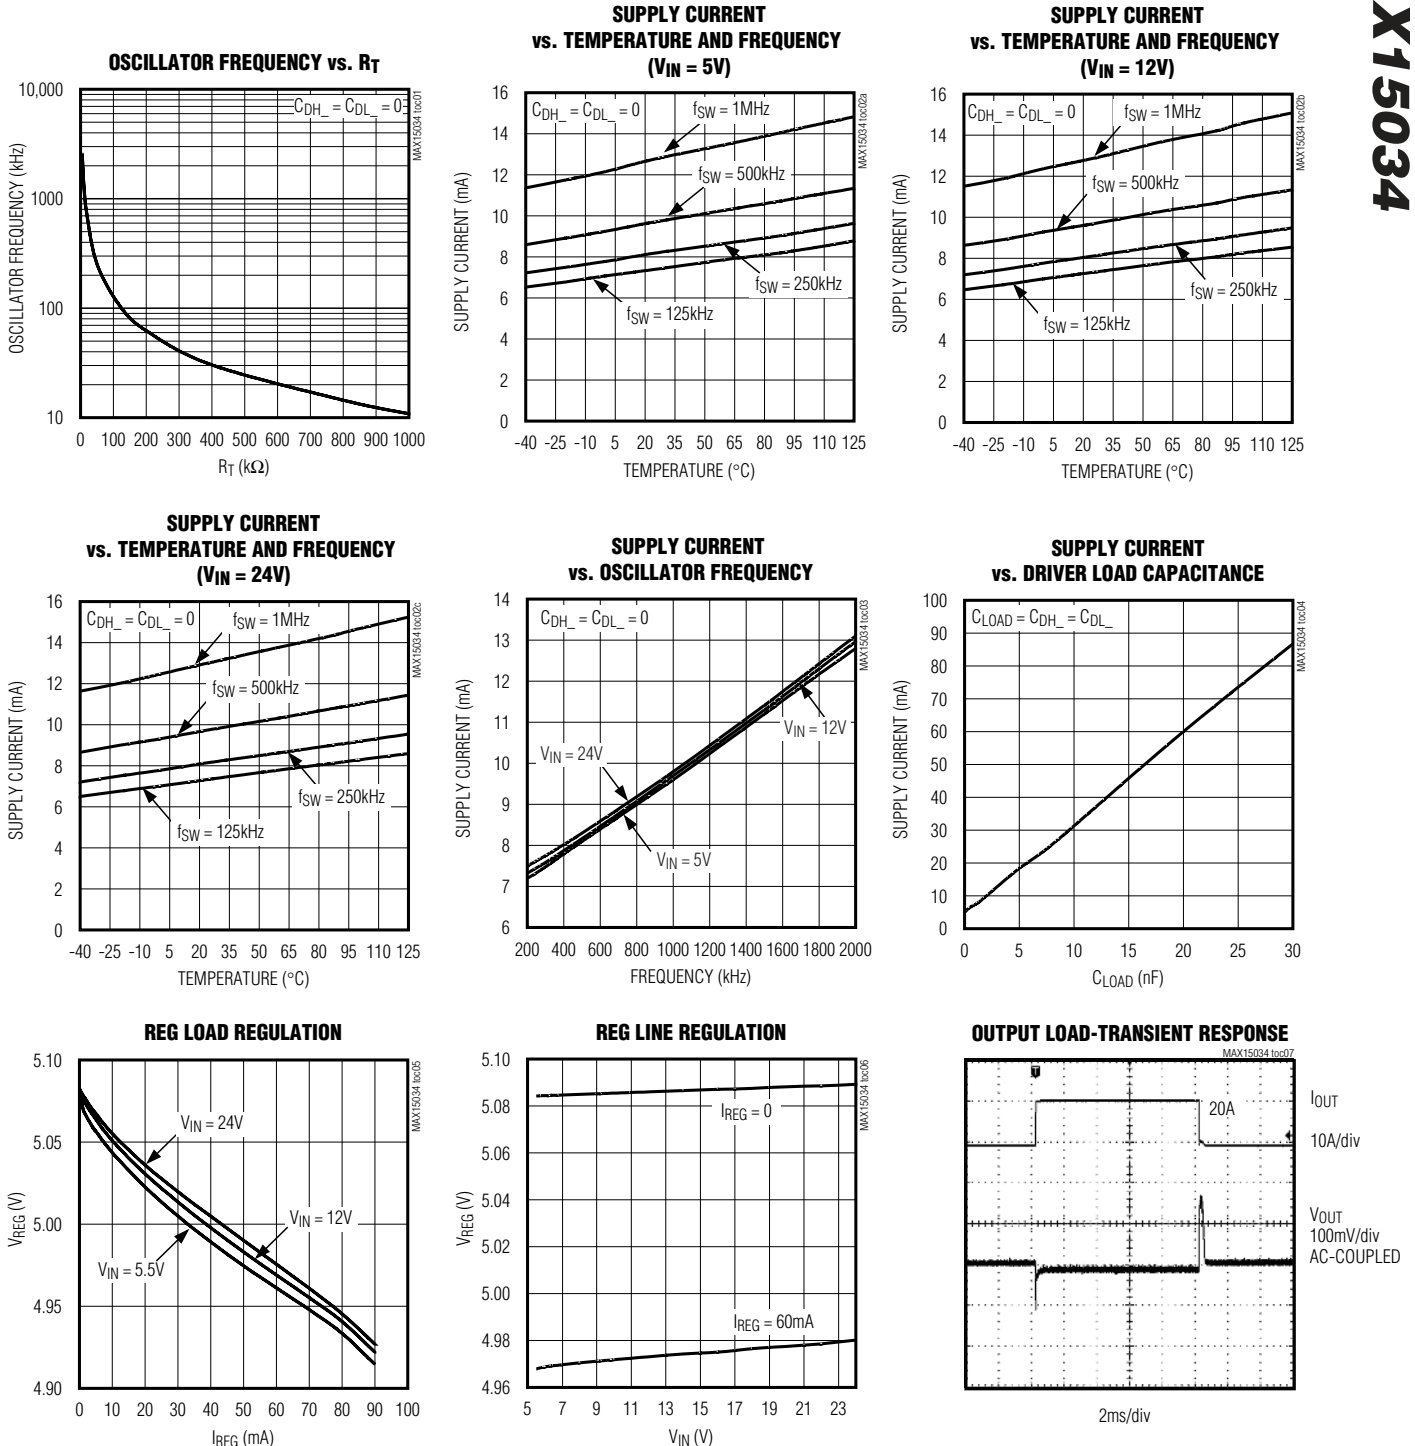 X15034
OSCILLATOR FREQUENCY vs. RT
CDH_ = CDL_ = 0
MAX15034 toc01
OSCILLATOR FREQUENCY (kHz)
10,000
1000
100
10
0 100 200 300 400 500 600 700 800 900 1000
RT (kΩ)
SUPPLY CURRENT
vs. TEMPERATURE AND FREQUENCY
(VIN = 5V)
CDH_ = CDL_ = 0
fSW = 1MHz
fSW = 500kHz
fSW = 250kHz
fSW = 125kHz
MAX15034 toc02a
SUPPLY CURRENT (mA)
16
14
12
10
8
6
4
2
0
-40 -25 -10 5 20 35 50 65 80 95 110 125
TEMPERATURE (°C)
SUPPLY CURRENT
vs. TEMPERATURE AND FREQUENCY
(VIN = 12V)
CDH_ = CDL_ = 0
fSW = 1MHz
fSW = 500kHz
fSW = 250kHz
fSW = 125kHz
MAX15034 toc02b
SUPPLY CURRENT (mA)
16
14
12
10
8
6
4
2
0
-40 -25 -10 5 20 35 50 65 80 95 110 125
TEMPERATURE (°C)
SUPPLY CURRENT
vs. TEMPERATURE AND FREQUENCY
(VIN = 24V)
CDH_ = CDL_ = 0
fSW = 1MHz
fSW = 500kHz
fSW = 250kHz
fSW = 125kHz
MAX15034 toc02c
SUPPLY CURRENT (mA)
16
14
12
10
8
6
4
2
0
-40 -25 -10 5 20 35 50 65 80 95 110 125
TEMPERATURE (°C)
SUPPLY CURRENT
vs. OSCILLATOR FREQUENCY
CDH_ = CDL_ = 0
VIN = 12V
VIN = 24V
VIN = 5V
MAX15034 toc03
SUPPLY CURRENT (mA)
14
13
12
11
10
9
8
7
6
200 400 600 800 1000 1200 1400 1600 1800 2000
FREQUENCY (kHz)
SUPPLY CURRENT
vs. DRIVER LOAD CAPACITANCE
CLOAD = CDH_ = CDL_
MAX15034 toc04
SUPPLY CURRENT (mA)
100
90
80
70
60
50
40
30
20
10
0
0 5 10 15 20 25 30
CLOAD (nF)
REG LOAD REGULATION
VIN = 24V
VIN = 12V
VIN = 5.5V
MAX15034 toc05
VREG (V)
5.10
5.05
5.00
4.95
4.90
0 10 20 30 40 50 60 70 80 90 100
IREG (mA)
REG LINE REGULATION
IREG = 0
IREG = 60mA
MAX15034 toc06
VREG (V)
5.10
5.08
5.06
5.04
5.02
5.00
4.98
4.96
5 7 9 11 13 15 17 19 21 23
VIN (V)
OUTPUT LOAD-TRANSIENT RESPONSE
MAX15034 toc07
T
20A
IOUT
10A/div
VOUT
100mV/div
AC-COUPLED
2ms/div